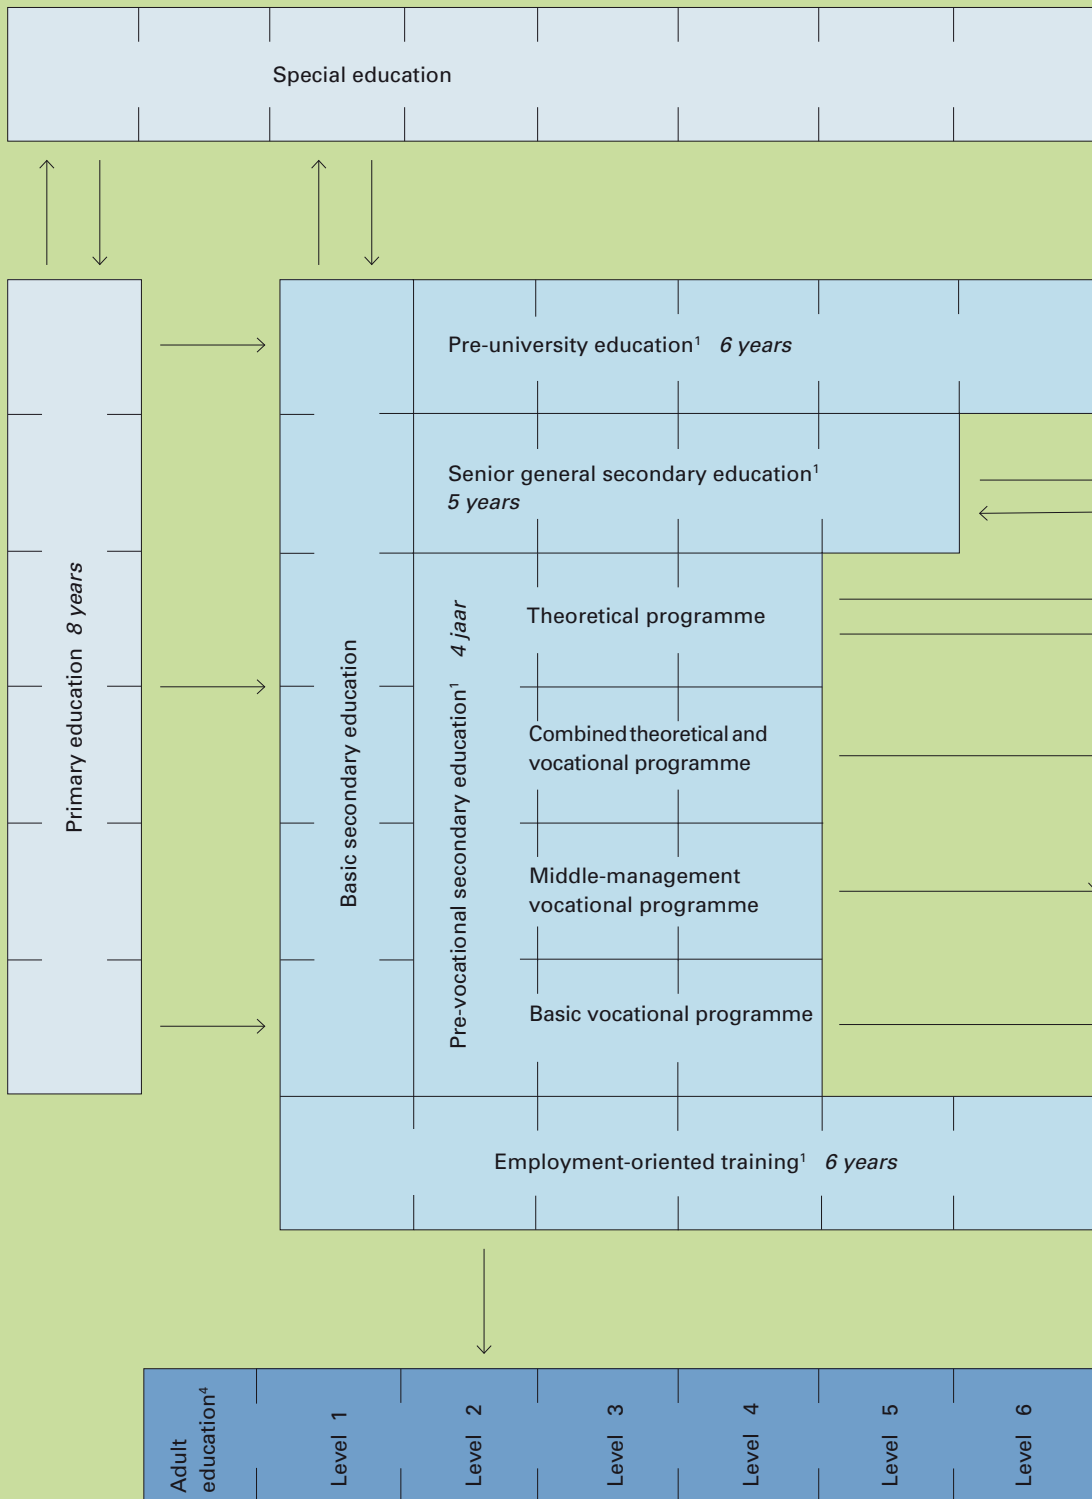 Special education
Pre-university education¹ 6 years
Senior general secondary education¹
5 years
Primary education 8 years
Basic secondary education
Pre-vocational secondary education¹ 4 jaar
Theoretical programme
Combined theoretical and
vocational programme
Middle-management
vocational programme
Basic vocational programme
Employment-oriented training¹ 6 years
Adult
education⁴
Level 1
Level 2
Level 3
Level 4
Level 5
Level 6